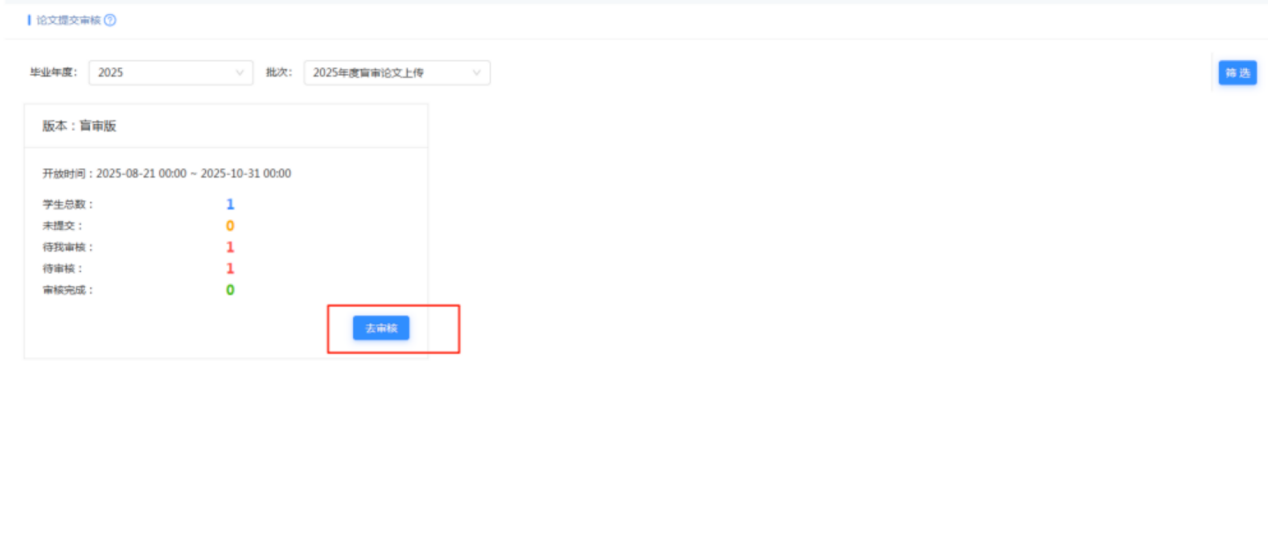 论文提交审核
毕业年度： 2025 批次： 2025年度盲审论文上传 筛 选
版本：盲审版
开放时间：2025-08-21 00:00 ~ 2025-10-31 00:00
学生总数： 1
未提交： 0
待我审核： 1
待审核： 1
审核完成： 0
去审核